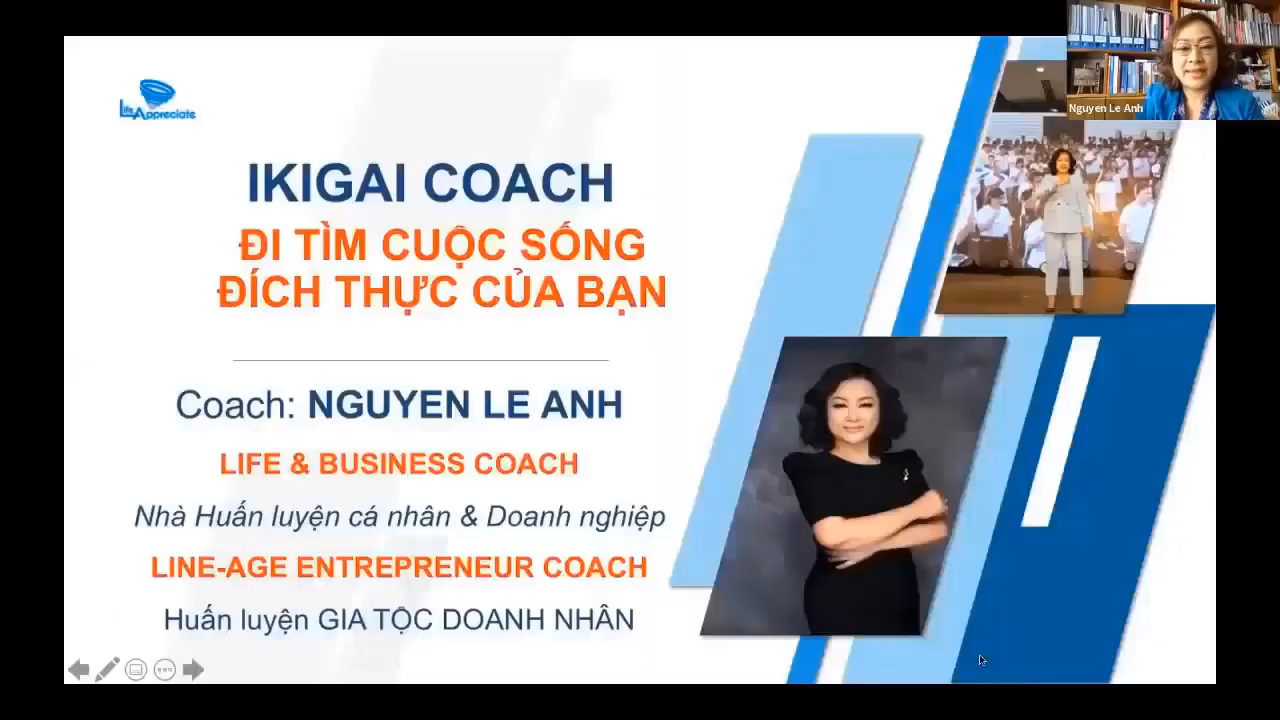 Life Appreciate
IKIGAI COACH
ĐI TÌM CUỘC SỐNG
ĐÍCH THỰC CỦA BẠN
Coach: NGUYEN LE ANH
LIFE & BUSINESS COACH
Nhà Huấn luyện cá nhân & Doanh nghiệp
LINE-AGE ENTREPRENEUR COACH
Huấn luyện GIA TỘC DOANH NHÂN
Nguyen Le Anh